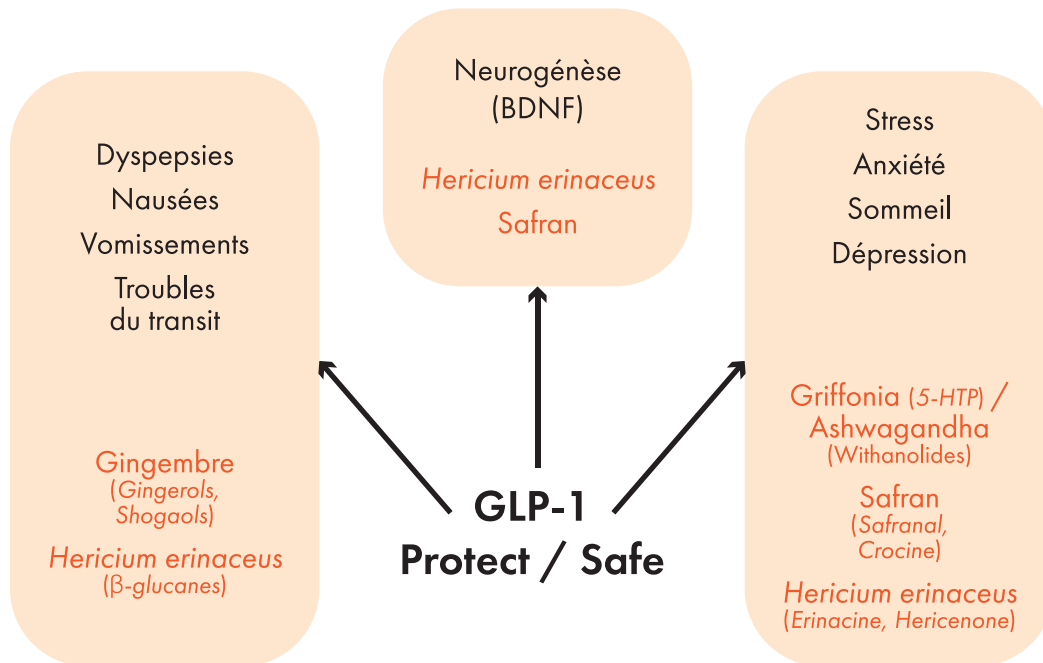 Dyspepsies
Nausées
Vomissements
Troubles
du transit
Gingembre
(Gingerols,
Shogaols)
Hericium erinaceus
(β-glucanes)
Neurogénèse
(BDNF)
Hericium erinaceus
Safran
Stress
Anxiété
Sommeil
Dépression
Griffonia (5-HTP) /
Ashwagandha
(Withanolides)
Safran
(Safranal,
Crocine)
Hericium erinaceus
(Erinacine, Hericenone)
GLP-1
Protect / Safe